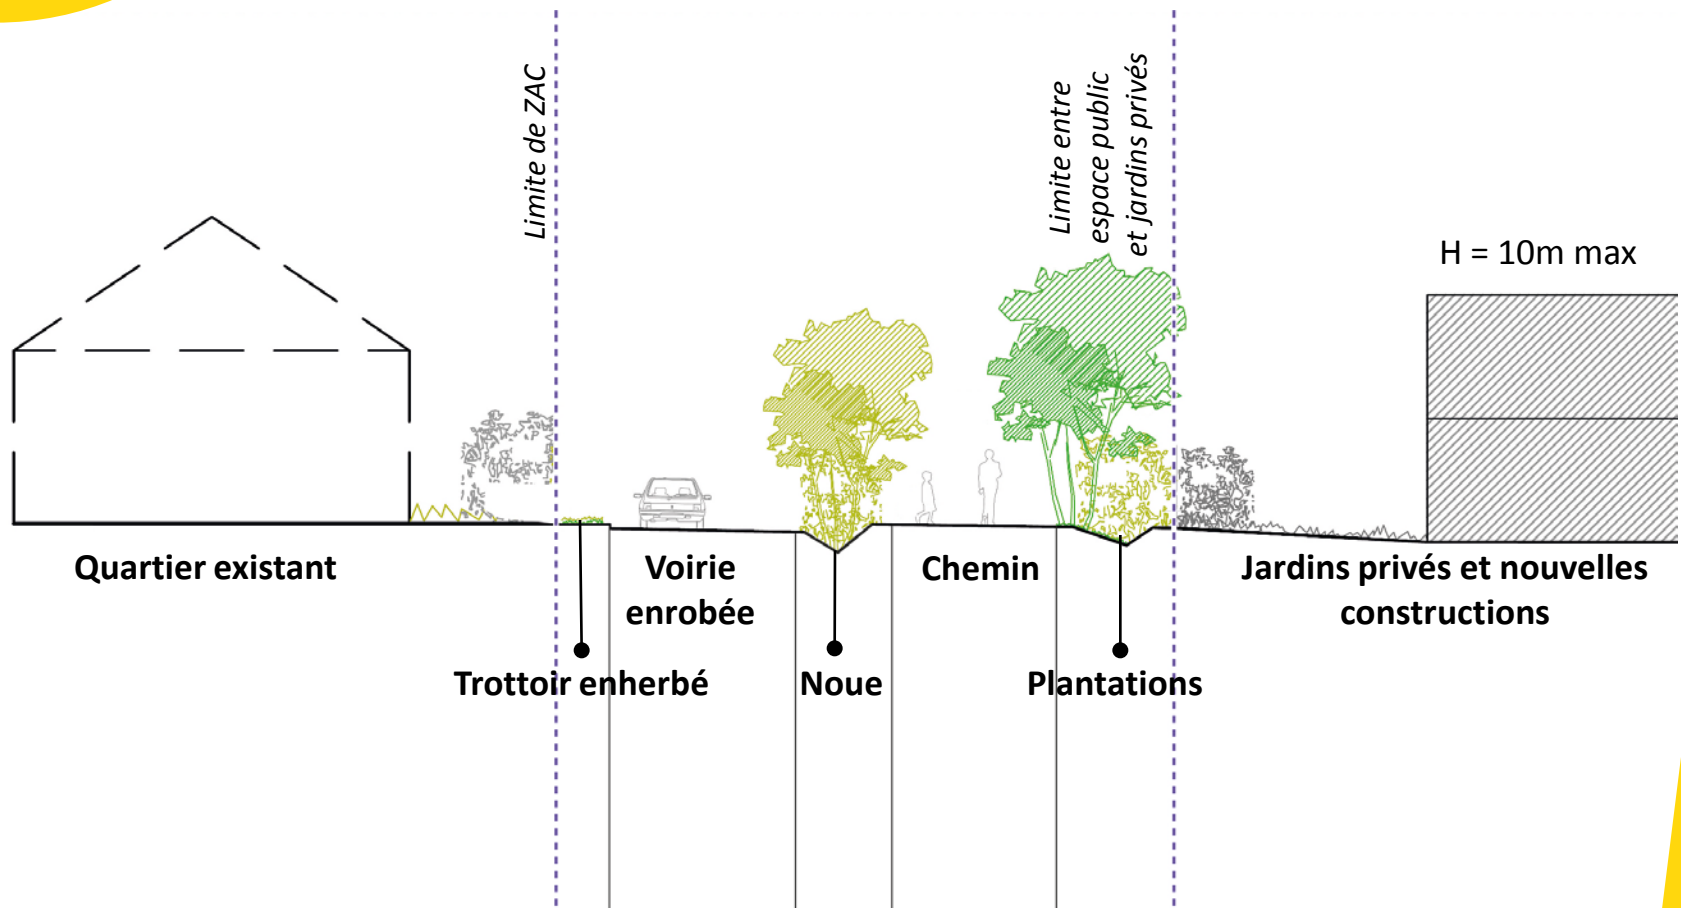 Limite de ZAC
Limite entre
espace public
et jardins privés
H = 10m max
Quartier existant
Voirie
enrobée
Chemin
Jardins privés et nouvelles
constructions
Trottoir enherbé
Noue
Plantations